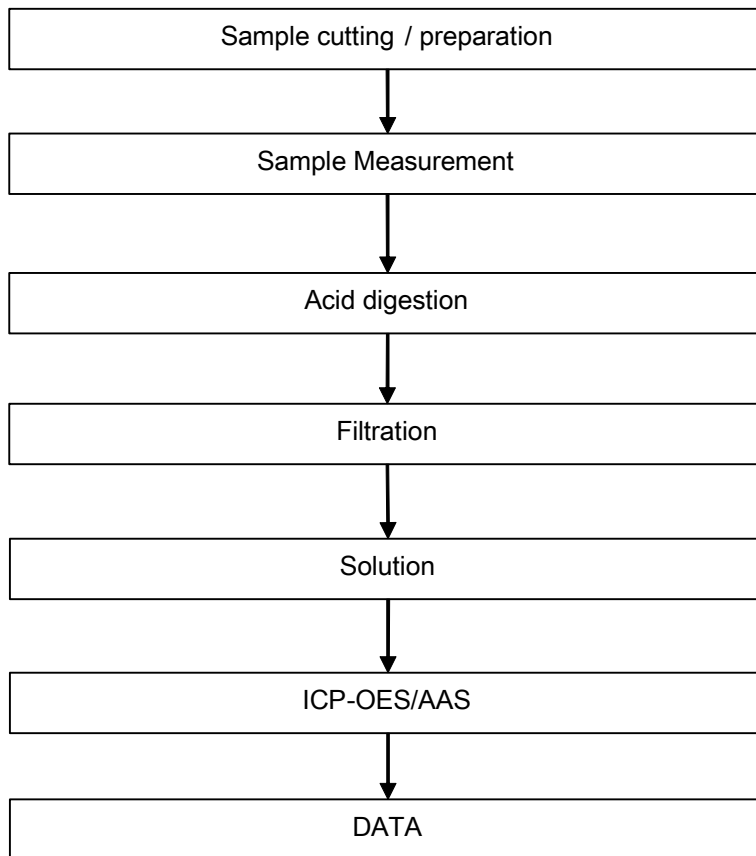 Sample cutting / preparation
Sample Measurement
Acid digestion
Filtration
Solution
ICP-OES/AAS
DATA